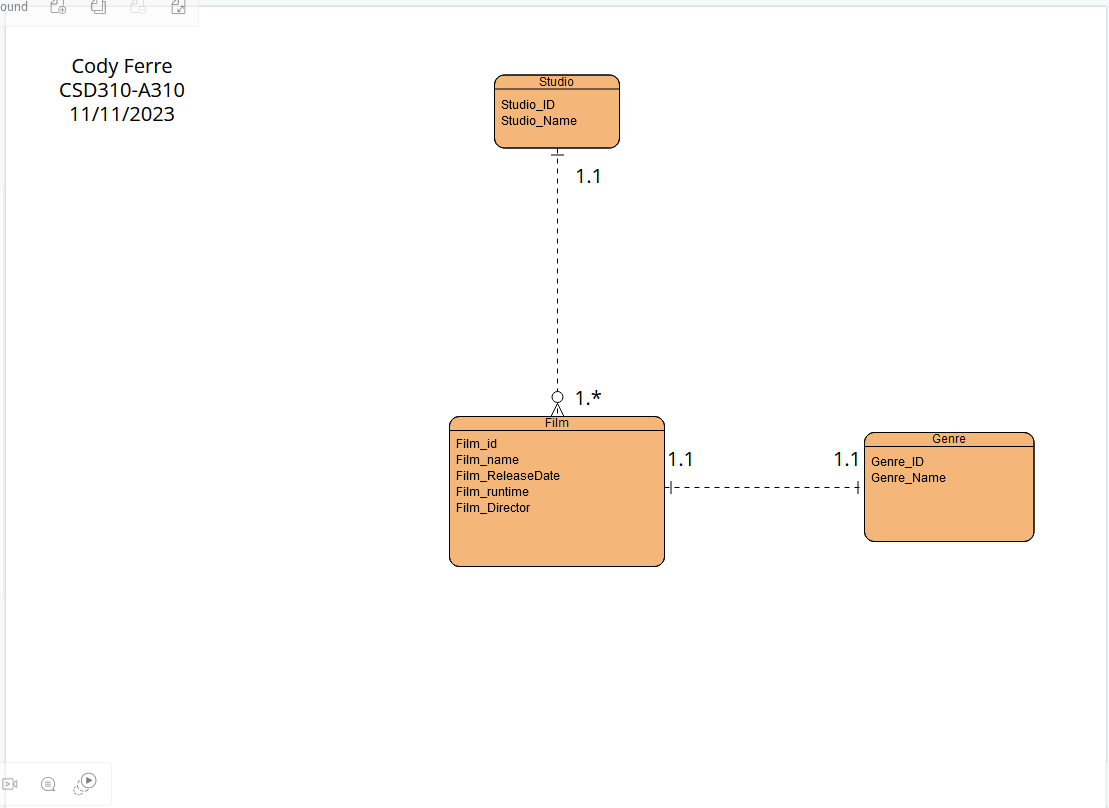 ound
Cody Ferre
CSD310-A310
11/11/2023
Studio
Studio_ID
Studio_Name
1.1
1.*
Film
Film_id
Film_name
Film_ReleaseDate
Film_runtime
Film_Director
1.1
1.1
Genre
Genre_ID
Genre_Name